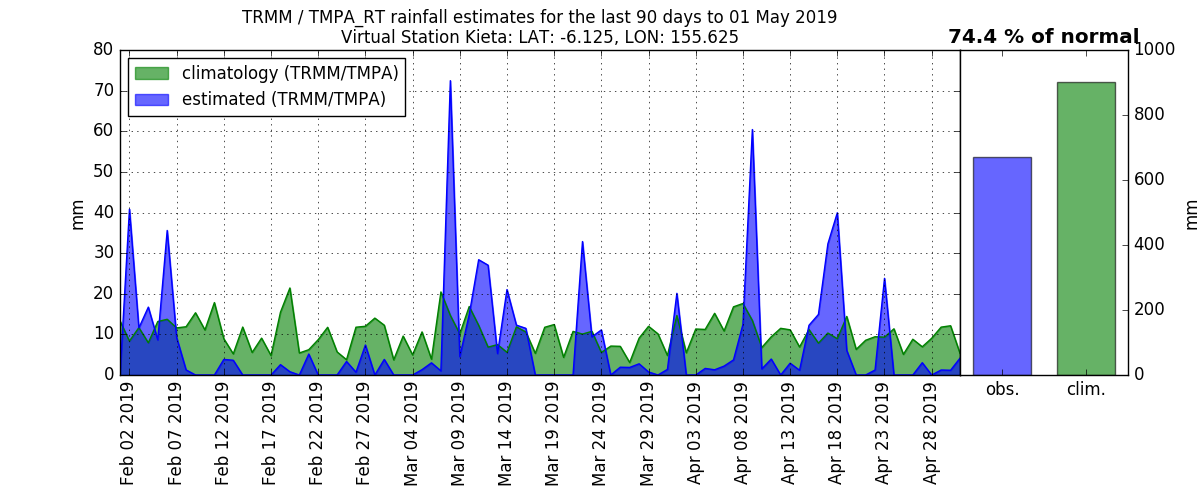 TRMM / TMPA_RT rainfall estimates for the last 90 days to 01 May 2019
Virtual Station Kieta: LAT: -6.125, LON: 155.625
74.4 % of normal
climatology (TRMM/TMPA)
estimated (TRMM/TMPA)
80
70
60
50
40
30
20
10
0
mm
Feb 02 2019
Feb 07 2019
Feb 12 2019
Feb 17 2019
Feb 22 2019
Feb 27 2019
Mar 04 2019
Mar 09 2019
Mar 14 2019
Mar 19 2019
Mar 24 2019
Mar 29 2019
Apr 03 2019
Apr 08 2019
Apr 13 2019
Apr 18 2019
Apr 23 2019
Apr 28 2019
1000
800
600
400
200
0
mm
obs.
clim.